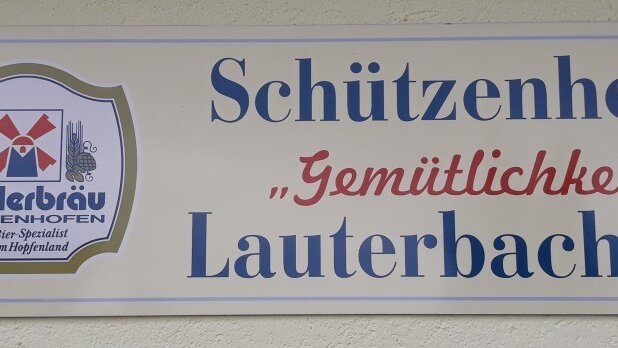 Schützenh
„Gemütlichke
Lauterbach
lerbräu
ENHOFEN
ier-Spezialist
m Hopfenland